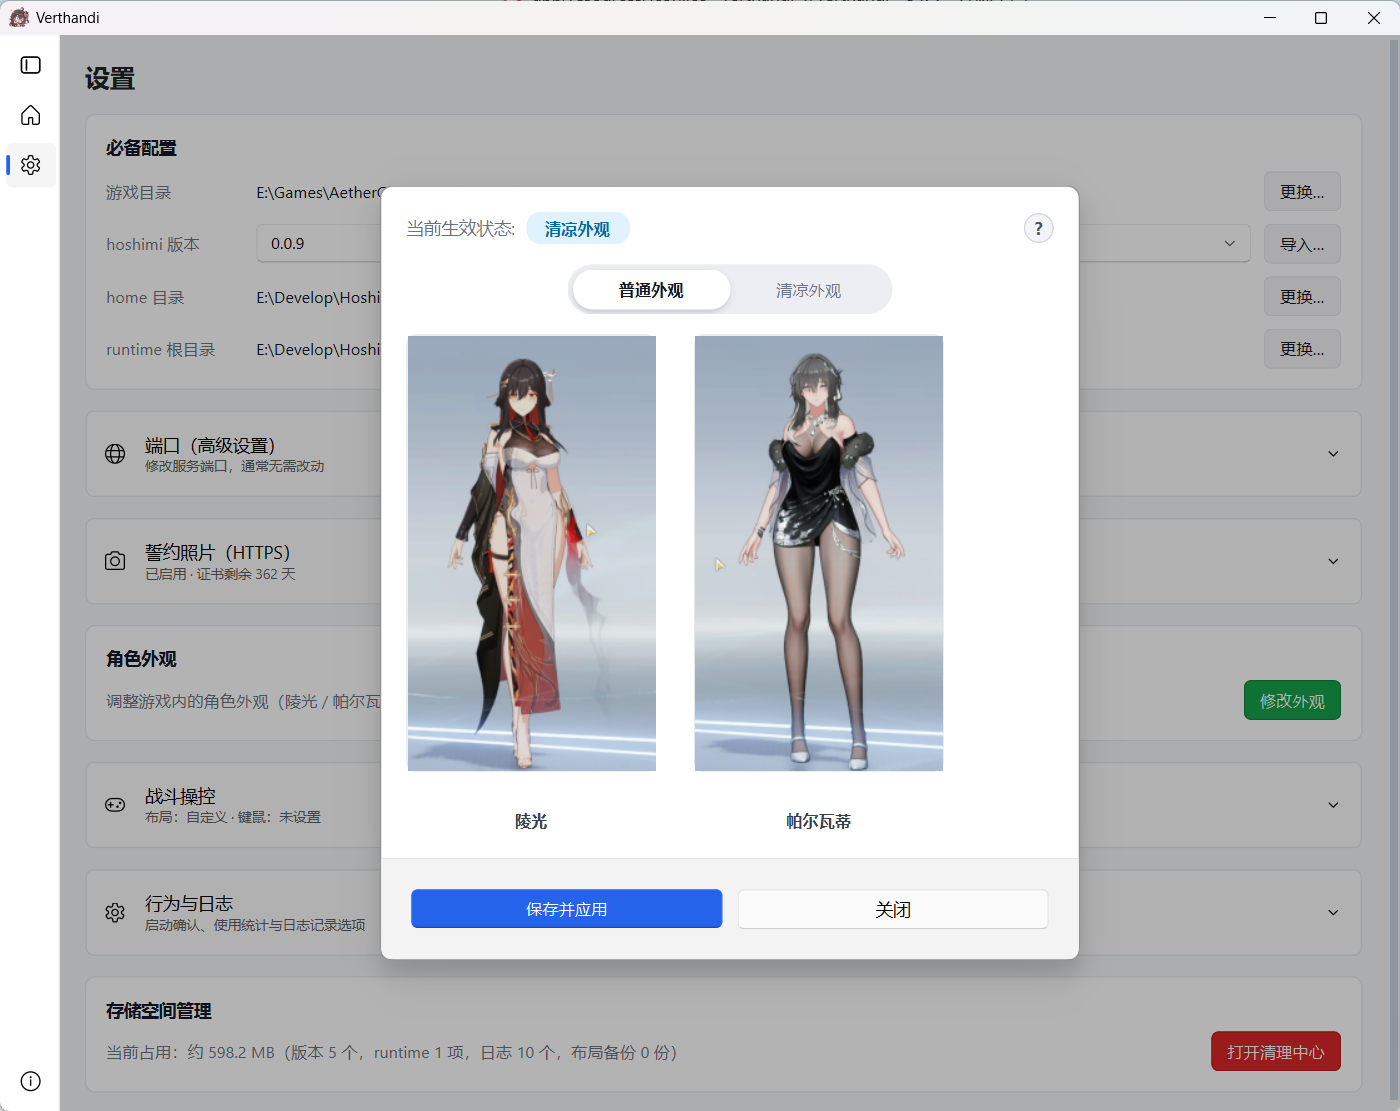 Verthandi
设置
必备配置
游戏目录
E:\Games\Aether
更换...
hoshimi 版本
0.0.9
导入...
home 目录
E:\Develop\Hoshi
更换...
runtime 根目录
E:\Develop\Hoshi
更换...
端口（高级设置）
修改服务端口，通常无需改动
誓约照片（HTTPS）
已启用 · 证书剩余 362 天
角色外观
调整游戏内的角色外观（陵光 / 帕尔瓦
修改外观
战斗操控
布局：自定义 · 键鼠：未设置
行为与日志
启动确认、使用统计与日志记录选项
存储空间管理
当前占用：约 598.2 MB（版本 5 个，runtime 1 项，日志 10 个，布局备份 0 份）
打开清理中心
当前生效状态:
清凉外观
?
普通外观
清凉外观
陵光
帕尔瓦蒂
保存并应用
关闭